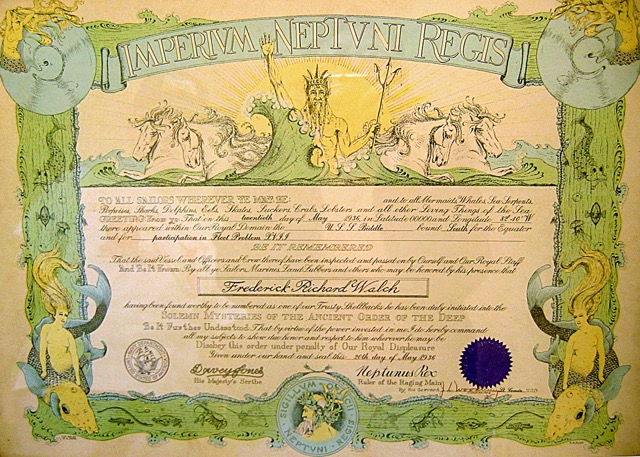 IMPERIVM NEPTVNI REGIS
TO ALL SAILORS WHEREVER YE MAY BE: and to all Mermaids, Whales, Sea Serpents,
Porpoises, Sharks, Dolphins, Eels, Skates, Suckers, Crabs, Lobsters and all other Living Things of the Sea
GREETING: Know ye: That on this twentieth day of May 1936, in Latitude 00000 and Longitude
there appeared within Our Royal Domain the U. S. S. Biddle bound South for the Equator
and for participation in Fleet Problem XVII
BE IT REMEMBERED
That the said Vessel and Officers and Crew thereof have been inspected and passed on by Ourself and Our Royal Staff
And Be It Known: By all ye Sailors, Marines, Land Lubbers and others who may be honored by his presence that
Frederick Richard Walch
having been found worthy to be numbered as one of our Trusty Shellbacks he has been duly initiated into the
SOLEMN MYSTERIES OF THE ANCIENT ORDER OF THE DEEP
Be It Further Understood: That by virtue of the power invested in me I do hereby command
all my subjects to show due honor and respect to him wherever he may be
Disobey this order under penalty of Our Royal Displeasure
Given under our hand and seal this 20th day of May 1936
Davey Jones
His Majesty's Scribe
Neptunus Rex
Ruler of the Raging Main
By his Servant
SIGILLVM
NEPTVNI REGIS